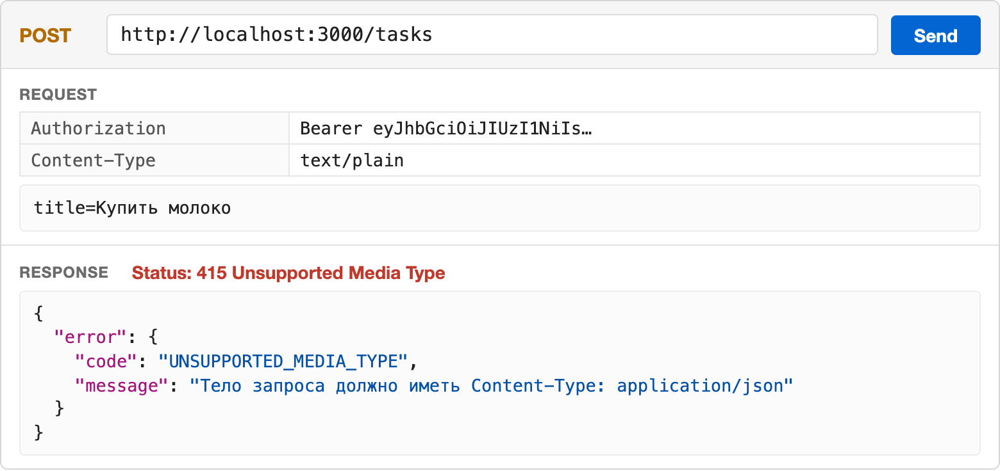 POST http://localhost:3000/tasks Send
REQUEST
Authorization Bearer eyJhbGciOiJIUzI1NiIs…
Content-Type text/plain
title=Купить молоко
RESPONSE Status: 415 Unsupported Media Type
{
  "error": {
    "code": "UNSUPPORTED_MEDIA_TYPE",
    "message": "Тело запроса должно иметь Content-Type: application/json"
  }
}